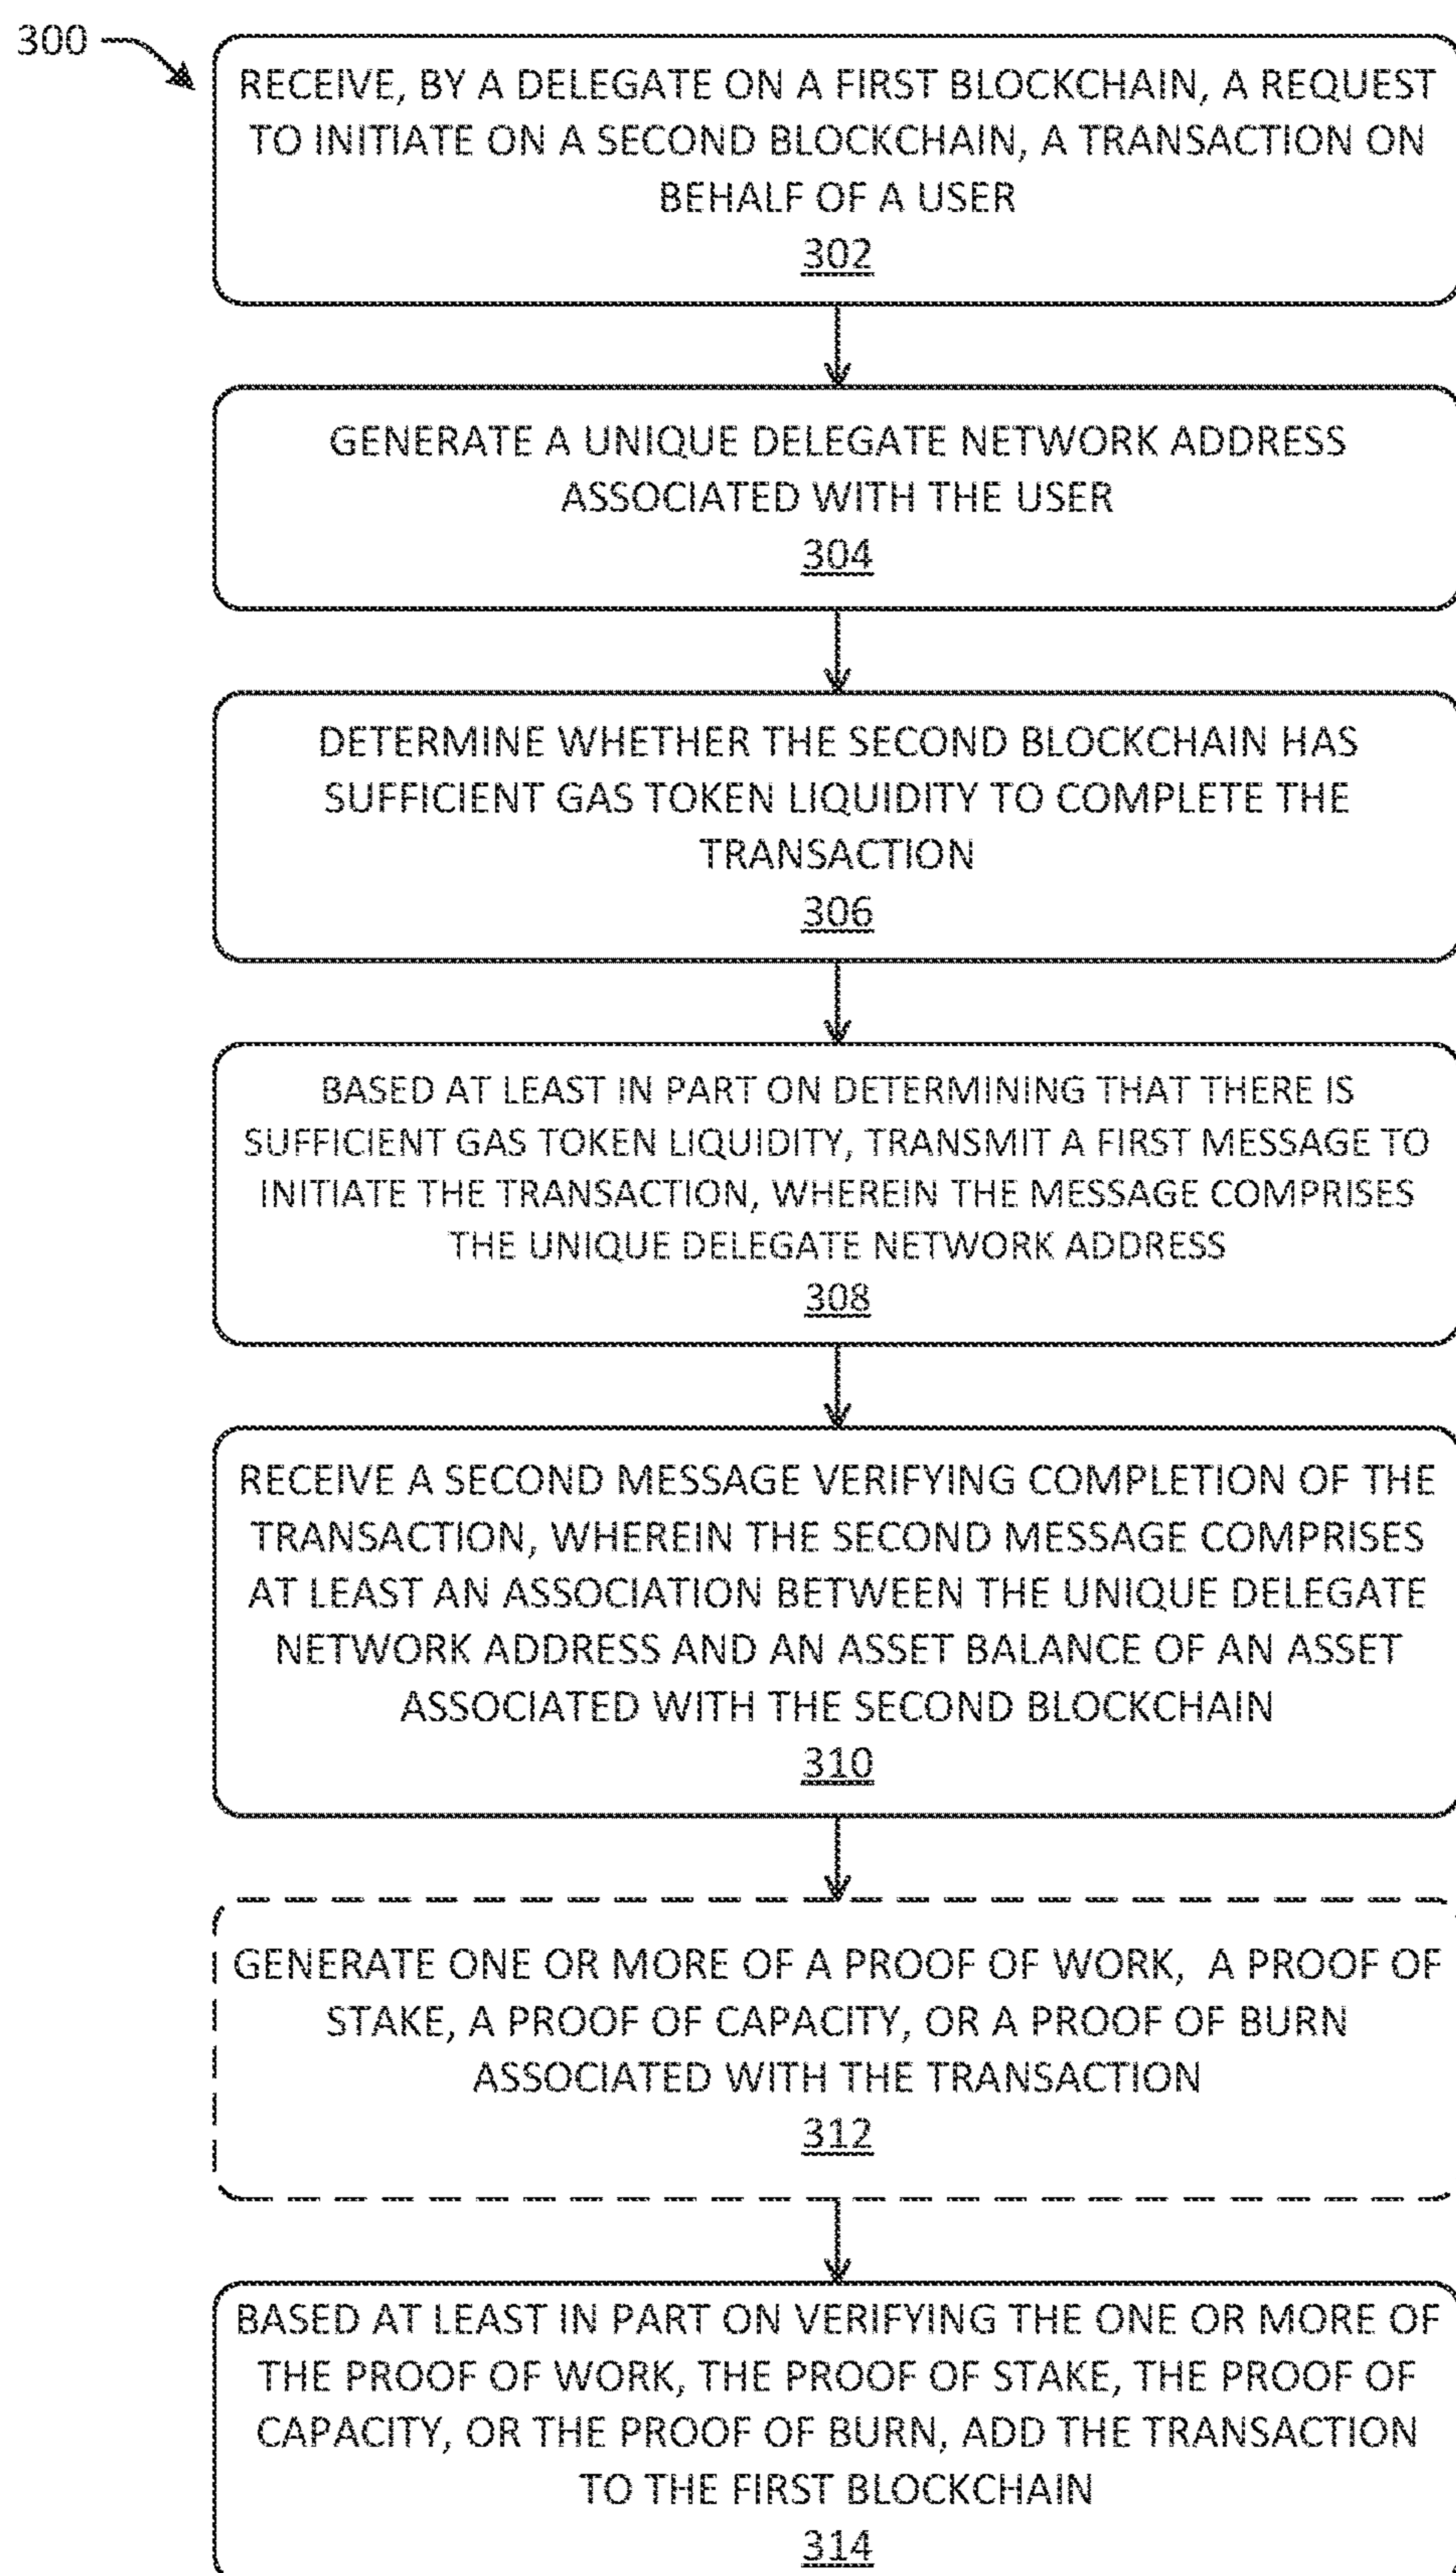 300
RECEIVE, BY A DELEGATE ON A FIRST BLOCKCHAIN, A REQUEST
TO INITIATE ON A SECOND BLOCKCHAIN, A TRANSACTION ON
BEHALF OF A USER
302
GENERATE A UNIQUE DELEGATE NETWORK ADDRESS
ASSOCIATED WITH THE USER
304
DETERMINE WHETHER THE SECOND BLOCKCHAIN HAS
SUFFICIENT GAS TOKEN LIQUIDITY TO COMPLETE THE
TRANSACTION
306
BASED AT LEAST IN PART ON DETERMINING THAT THERE IS
SUFFICIENT GAS TOKEN LIQUIDITY, TRANSMIT A FIRST MESSAGE TO
INITIATE THE TRANSACTION, WHEREIN THE MESSAGE COMPRISES
THE UNIQUE DELEGATE NETWORK ADDRESS
308
RECEIVE A SECOND MESSAGE VERIFYING COMPLETION OF THE
TRANSACTION, WHEREIN THE SECOND MESSAGE COMPRISES
AT LEAST AN ASSOCIATION BETWEEN THE UNIQUE DELEGATE
NETWORK ADDRESS AND AN ASSET BALANCE OF AN ASSET
ASSOCIATED WITH THE SECOND BLOCKCHAIN
310
GENERATE ONE OR MORE OF A PROOF OF WORK, A PROOF OF
STAKE, A PROOF OF CAPACITY, OR A PROOF OF BURN
ASSOCIATED WITH THE TRANSACTION
312
BASED AT LEAST IN PART ON VERIFYING THE ONE OR MORE OF
THE PROOF OF WORK, THE PROOF OF STAKE, THE PROOF OF
CAPACITY, OR THE PROOF OF BURN, ADD THE TRANSACTION
TO THE FIRST BLOCKCHAIN
314